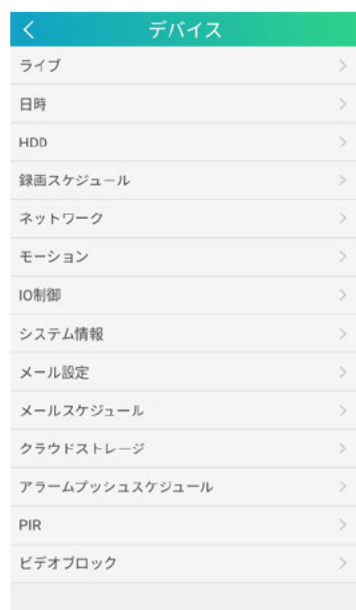 デバイス
ライブ
日時
HDD
録画スケジュール
ネットワーク
モーション
IO制御
システム情報
メール設定
メールスケジュール
クラウドストレージ
アラームプッシュスケジュール
PIR
ビデオブロック